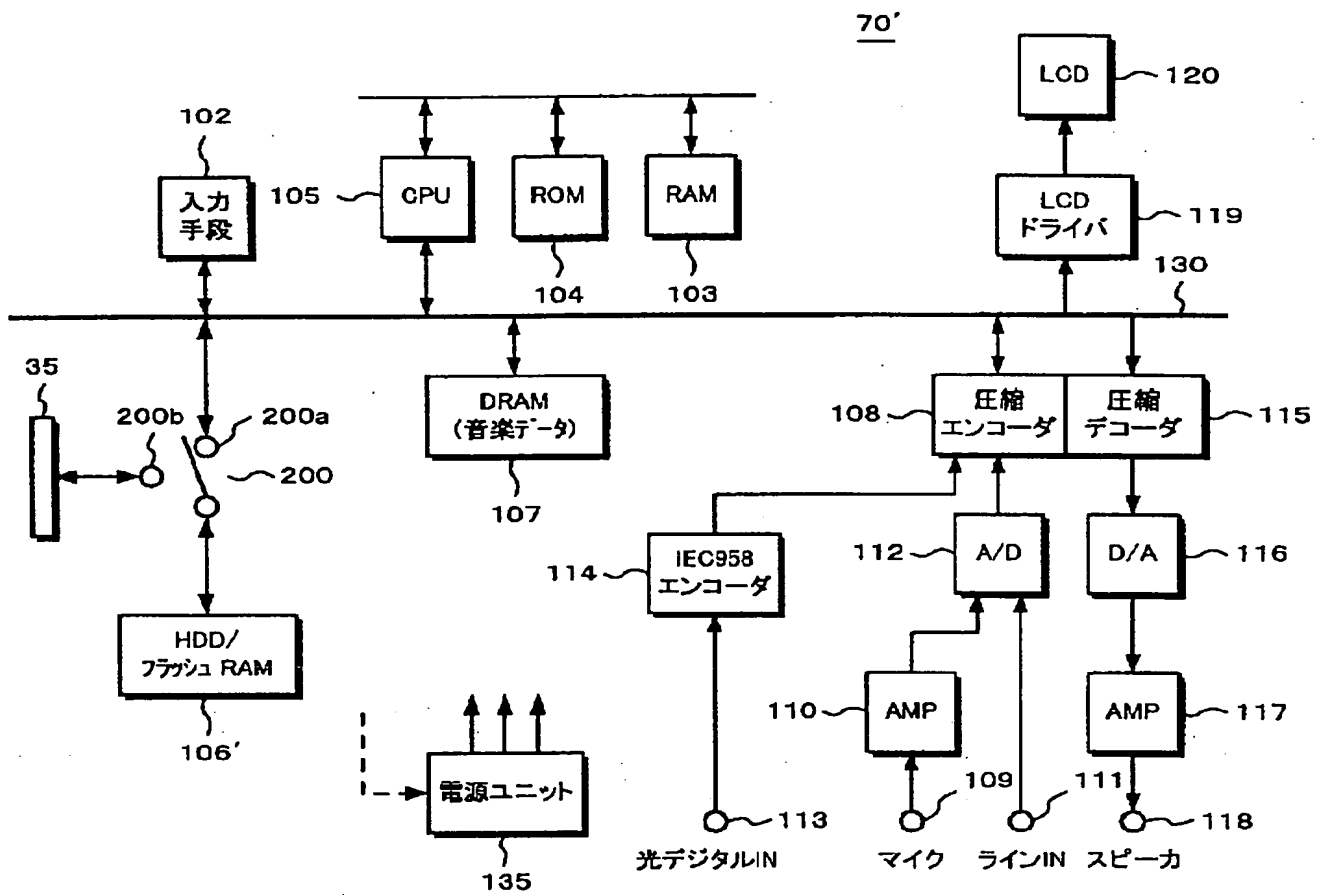 70′
LCD
120
102
入力
手段
105
CPU
ROM
RAM
104
103
LCD
ドライバ
119
130
35
200b
200a
200
DRAM
(音楽データ)
107
108
圧縮
エンコーダ
圧縮
デコーダ
115
114
IEC958
エンコーダ
112
A/D
D/A
116
HDD/
フラッシュ RAM
106′
110
AMP
AMP
117
電源ユニット
135
113
109
111
118
光デジタルIN
マイク
ラインIN
スピーカ